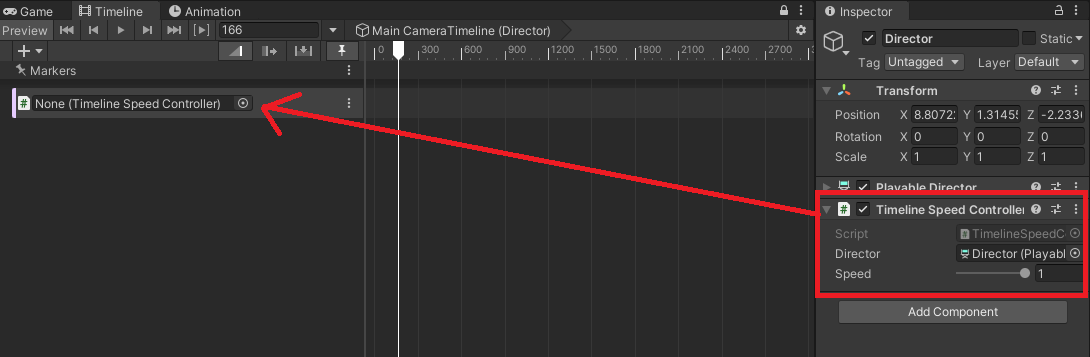 Game Timeline Animation
Preview 166 Main CameraTimeline (Director)
0 300 600 900 1200 1500 1800 2100 2400 2700
Markers
# None (Timeline Speed Controller)
Inspector
Director Static
Tag Untagged Layer Default
Transform
Position X 8.8072 Y 1.3145 Z -2.233
Rotation X 0 Y 0 Z 0
Scale X 1 Y 1 Z 1
Playable Director
# Timeline Speed Controller
Script # TimelineSpeedC
Director Director (Playabl
Speed 1
Add Component